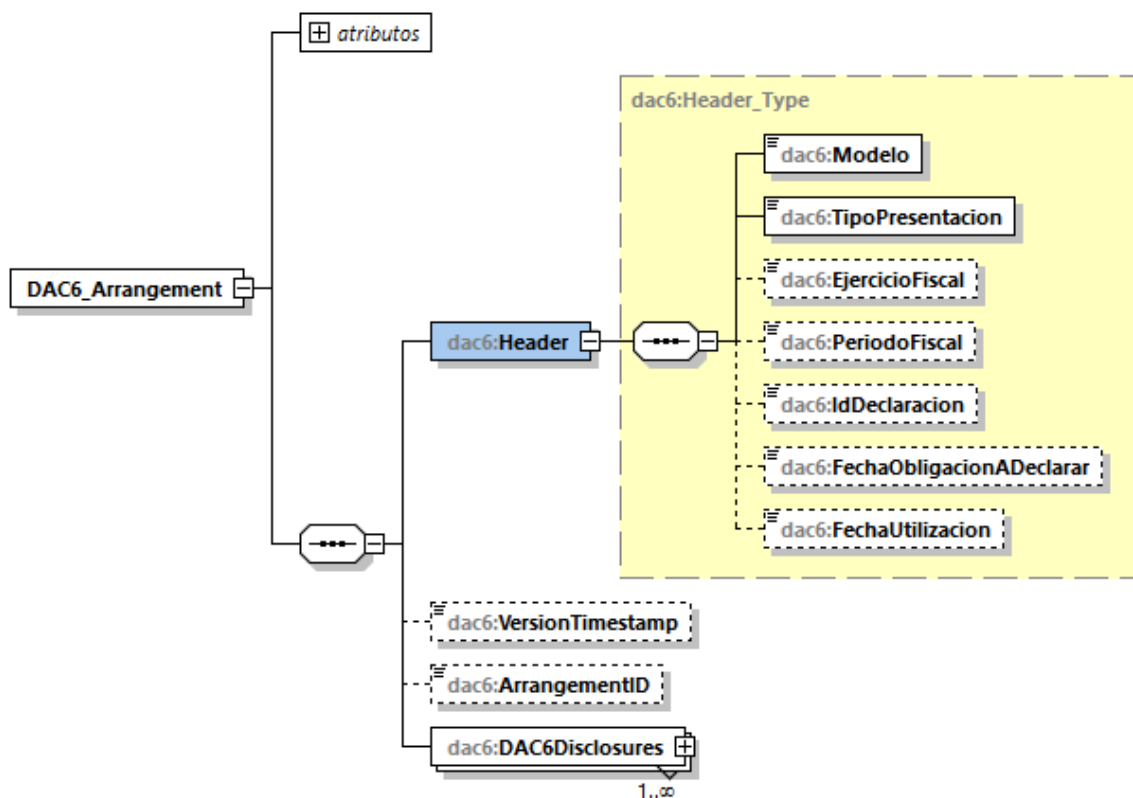 atributos
dac6:Header_Type
dac6:Modelo
dac6:TipoPresentacion
dac6:EjercicioFiscal
DAC6_Arrangement
dac6:Header
dac6:PeriodoFiscal
dac6:IdDeclaracion
dac6:FechaObligacionADeclarar
dac6:FechaUtilizacion
dac6:VersionTimestamp
dac6:ArrangementID
dac6:DAC6Disclosures
1..∞